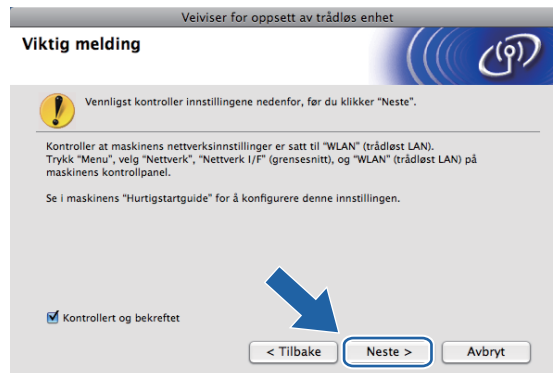 Veiviser for oppsett av trådløs enhet
Viktig melding
Vennligst kontroller innstillingene nedenfor, før du klikker "Neste".
Kontroller at maskinens nettverksinnstillinger er satt til "WLAN" (trådløst LAN).
Trykk "Menu", velg "Nettverk", "Nettverk I/F" (grensesnitt), og "WLAN" (trådløst LAN) på
maskinens kontrollpanel.
Se i maskinens "Hurtigstartguide" for å konfigurere denne innstillingen.
Kontrollert og bekreftet
< Tilbake
Neste >
Avbryt